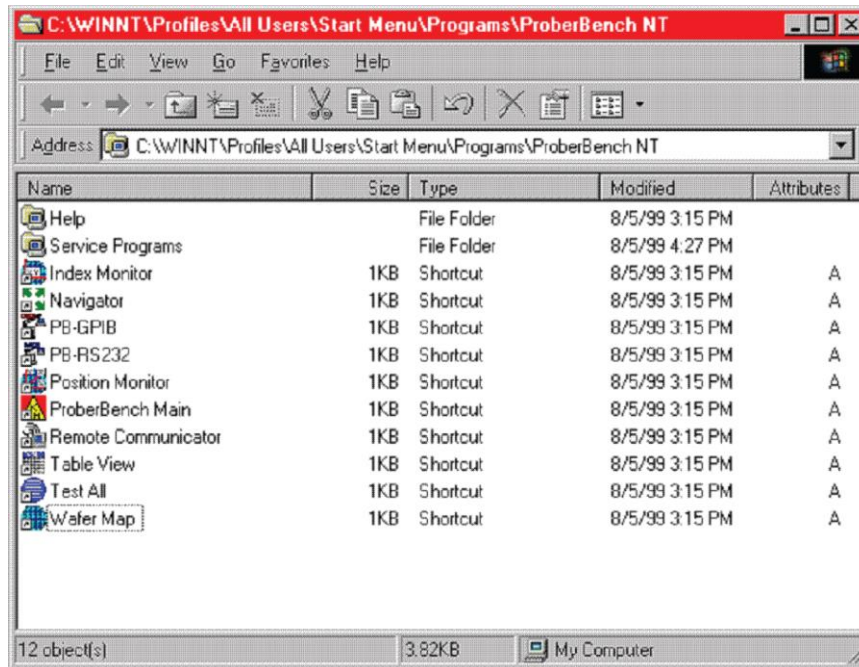 C:\WINNT\Profiles\All Users\Start Menu\Programs\ProberBench NT
File Edit View Go Favorites Help
Address C:\WINNT\Profiles\All Users\Start Menu\Programs\ProberBench NT
Name Size Type Modified Attributes
Help File Folder 8/5/99 3:15 PM
Service Programs File Folder 8/5/99 4:27 PM
Index Monitor 1KB Shortcut 8/5/99 3:15 PM A
Navigator 1KB Shortcut 8/5/99 3:15 PM A
PB-GPIB 1KB Shortcut 8/5/99 3:15 PM A
PB-RS232 1KB Shortcut 8/5/99 3:15 PM A
Position Monitor 1KB Shortcut 8/5/99 3:15 PM A
ProberBench Main 1KB Shortcut 8/5/99 3:15 PM A
Remote Communicator 1KB Shortcut 8/5/99 3:15 PM A
Table View 1KB Shortcut 8/5/99 3:15 PM A
Test All 1KB Shortcut 8/5/99 3:15 PM A
Wafer Map 1KB Shortcut 8/5/99 3:15 PM A
12 object(s) 3.82KB My Computer